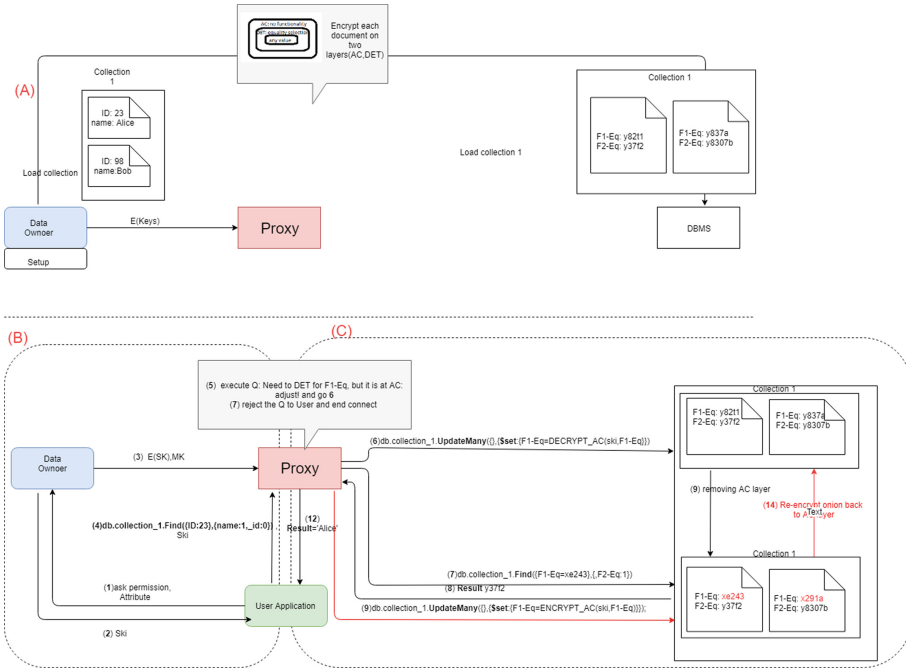 AC: no functionality
DET: equality selection
any value
Encrypt each
document on
two
layers(AC,DET)
(A)
Collection
1
ID: 23
name: Alice
ID: 98
name:Bob
Load collection
Data
Ownoer
Setup
E(Keys)
Proxy
Load collection 1
Collection 1
F1-Eq: y82t1
F2-Eq: y37f2
F1-Eq: y837a
F2-Eq: y8307b
DBMS
(B)
(C)
(5) execute Q: Need to DET for F1-Eq, but it is at AC:
adjust! and go 6
(7) reject the Q to User and end connect
Data
Ownoer
(3) E(SK),MK
Proxy
(4)db.collection_1.Find({ID:23},{name:1,_id:0}) ,
Ski
(12)
Result='Alice'
(1)ask permission,
Attribute
(2) Ski
User Application
(6)db.collection_1.UpdateMany({},{$set:{F1-Eq=DECRYPT_AC(ski,F1-Eq)}})
(7)db.collection_1.Find({F1-Eq=xe243},{,F2-Eq:1})
(8) Result y37f2
(9)db.collection_1.UpdateMany({},{$set:{F1-Eq=ENCRYPT_AC(ski,F1-Eq)}});
Collection 1
F1-Eq: y82t1
F2-Eq: y37f2
F1-Eq: y837a
F2-Eq: y8307b
(9) removing AC layer
(14) Re-encrypt onion back
to AC layer
Text
Collection 1
F1-Eq: xe243
F2-Eq: y37f2
F1-Eq: x291a
F2-Eq: y8307b